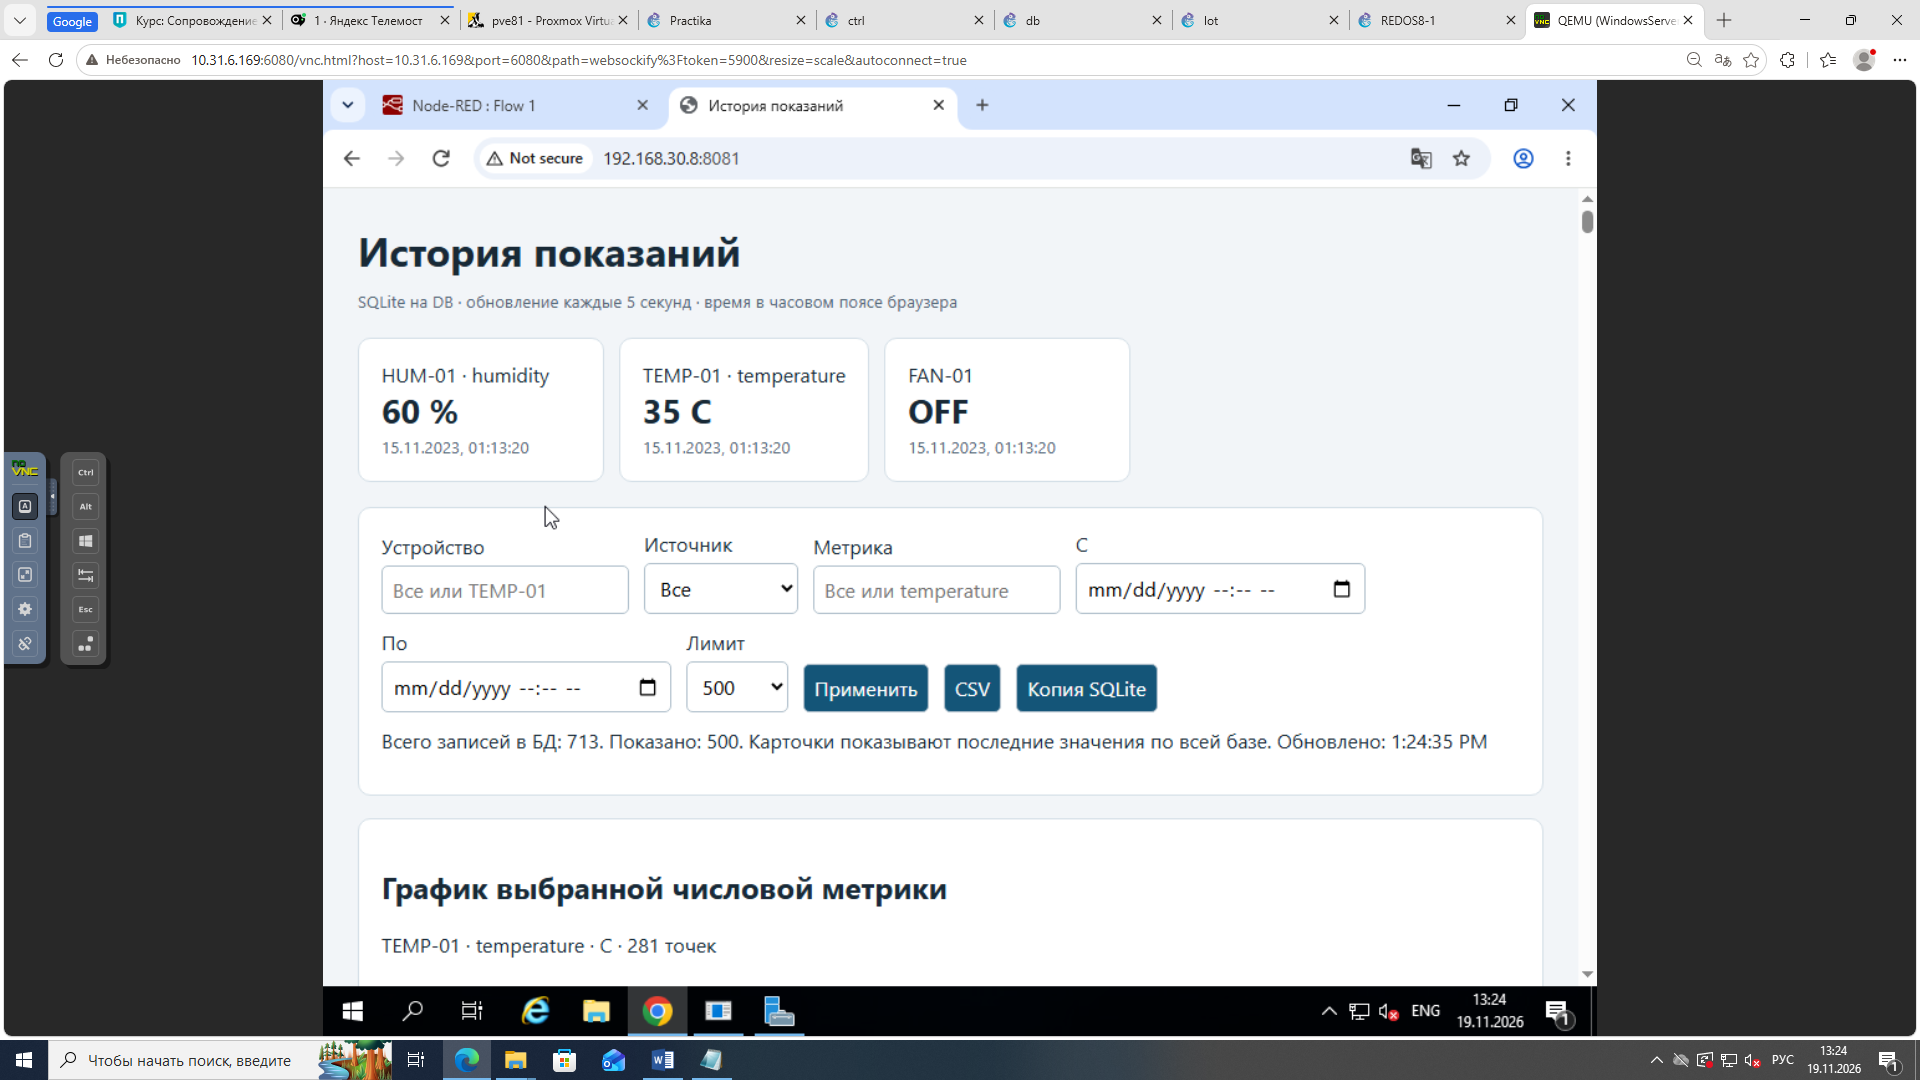 Google
Курс: Сопровождение
1 · Яндекс Телемост
pve81 - Proxmox Virtua
Practika
ctrl
db
Iot
REDOS8-1
QEMU (WindowsServe
Небезопасно
10.31.6.169:6080/vnc.html?host=10.31.6.169&port=6080&path=websockify%3Ftoken=5900&resize=scale&autoconnect=true
Node-RED : Flow 1
История показаний
Not secure
192.168.30.8:8081
История показаний
SQLite на DB · обновление каждые 5 секунд · время в часовом поясе браузера
HUM-01 · humidity
60 %
15.11.2023, 01:13:20
TEMP-01 · temperature
35 C
15.11.2023, 01:13:20
FAN-01
OFF
15.11.2023, 01:13:20
Устройство
Источник
Метрика
С
Все или TEMP-01
Все
Все или temperature
mm/dd/yyyy --:-- --
По
Лимит
mm/dd/yyyy --:-- --
500
Применить
CSV
Копия SQLite
Всего записей в БД: 713. Показано: 500. Карточки показывают последние значения по всей базе. Обновлено: 1:24:35 PM
График выбранной числовой метрики
TEMP-01 · temperature · C · 281 точек
noVNC
A
Ctrl
Alt
Esc
ENG
13:24
19.11.2026
1
Чтобы начать поиск, введите
РУС
13:24
19.11.2026
1